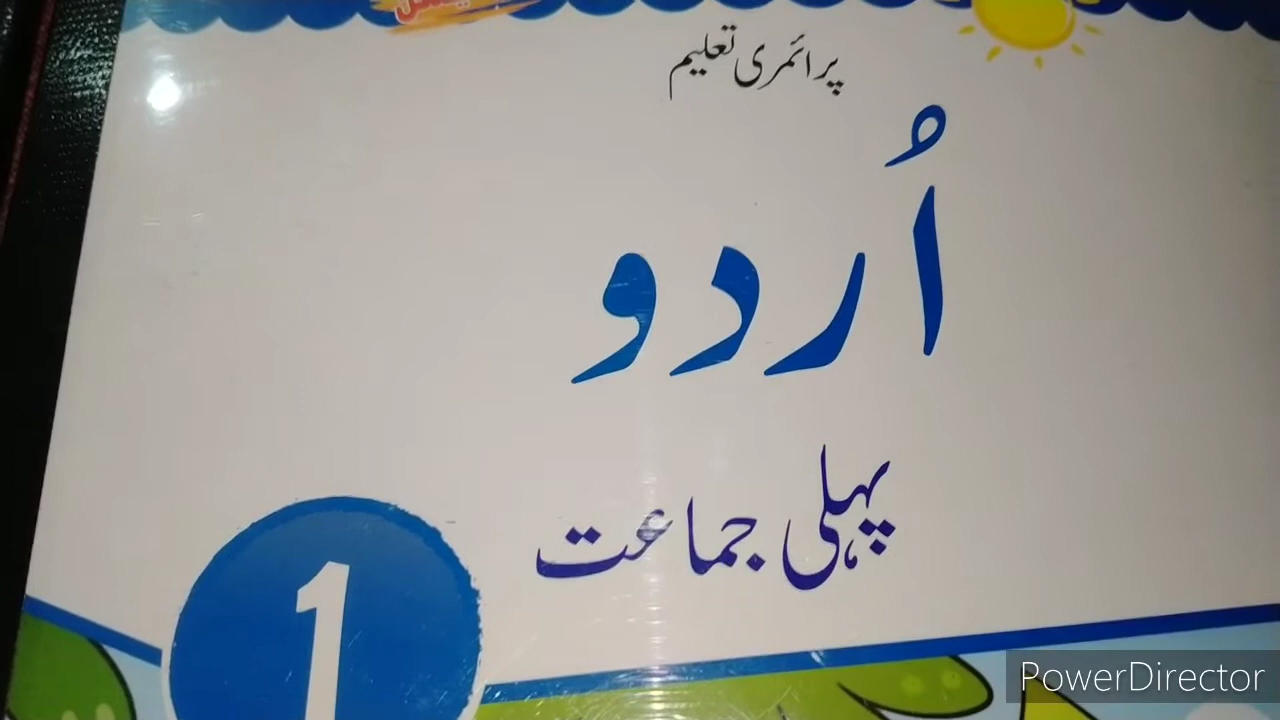 پرائمری تعلیم
اُردو
پہلی جماعت
1
PowerDirector